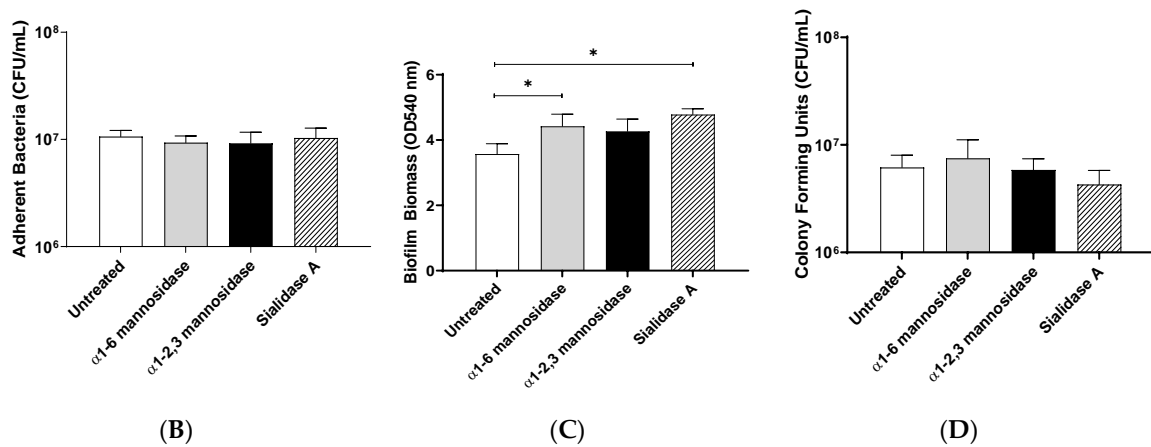 Adherent Bacteria (CFU/mL)
10⁸
10⁷
10⁶
Untreated
α1-6 mannosidase
α1-2,3 mannosidase
Sialidase A
(B)
Biofilm Biomass (OD540 nm)
6
4
2
0
*
*
Untreated
α1-6 mannosidase
α1-2,3 mannosidase
Sialidase A
(C)
Colony Forming Units (CFU/mL)
10⁸
10⁷
10⁶
Untreated
α1-6 mannosidase
α1-2,3 mannosidase
Sialidase A
(D)